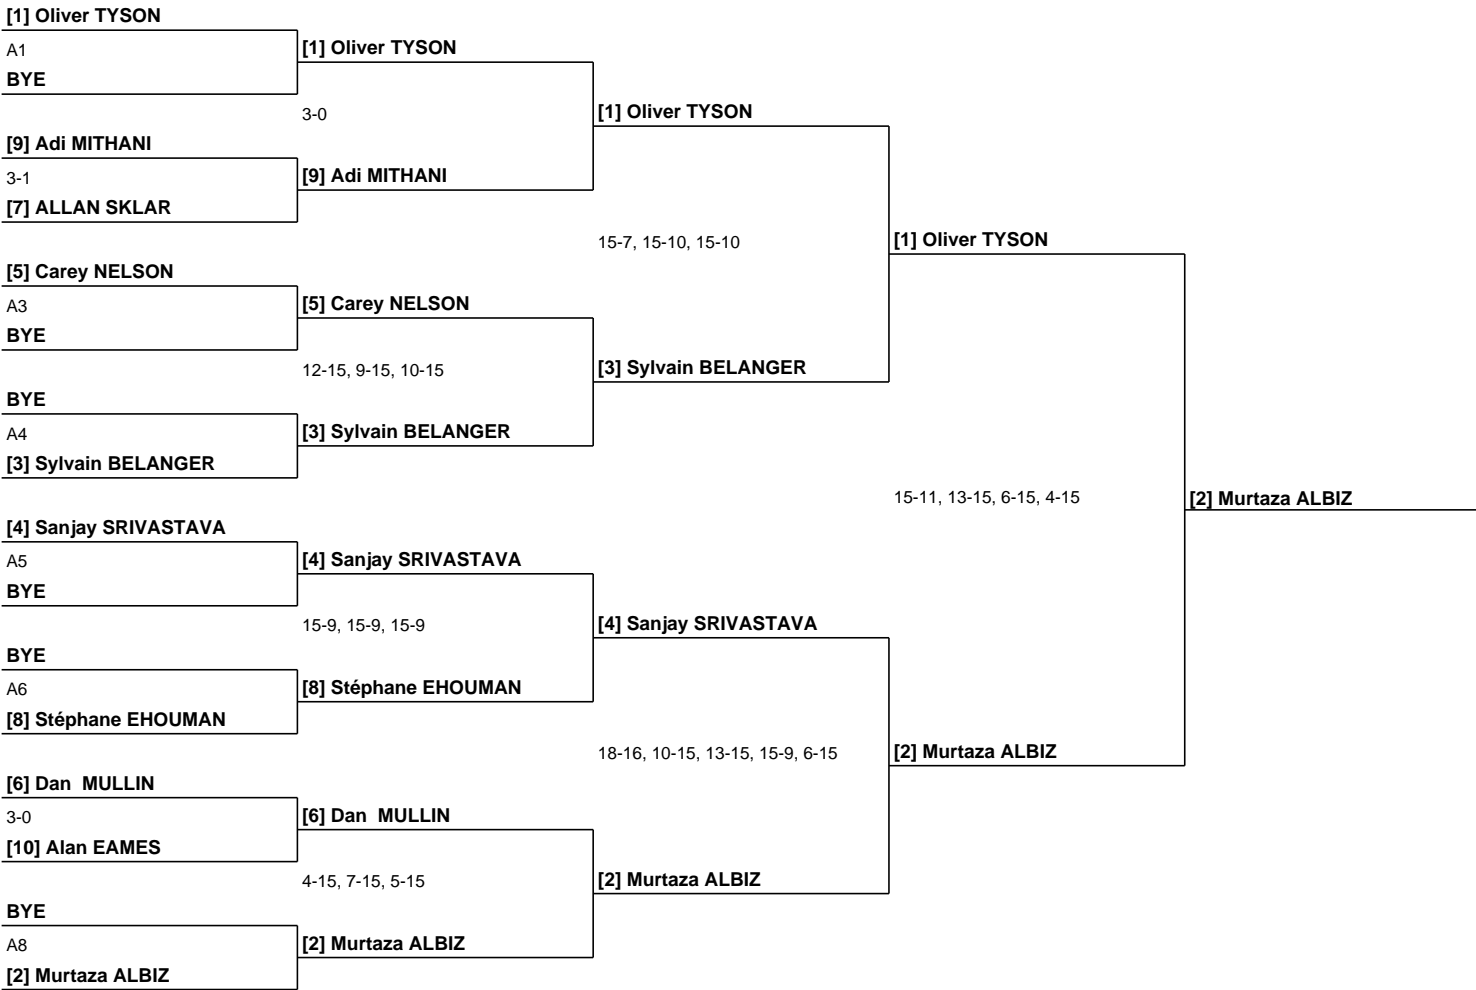 [1] Oliver TYSON
A1
BYE
[9] Adi MITHANI
3-1
[7] ALLAN SKLAR
[5] Carey NELSON
A3
BYE
BYE
A4
[3] Sylvain BELANGER
[4] Sanjay SRIVASTAVA
A5
BYE
BYE
A6
[8] Stéphane EHOUMAN
[6] Dan  MULLIN
3-0
[10] Alan EAMES
BYE
A8
[2] Murtaza ALBIZ
[1] Oliver TYSON
3-0
[9] Adi MITHANI
[5] Carey NELSON
12-15, 9-15, 10-15
[3] Sylvain BELANGER
[4] Sanjay SRIVASTAVA
15-9, 15-9, 15-9
[8] Stéphane EHOUMAN
[6] Dan  MULLIN
4-15, 7-15, 5-15
[2] Murtaza ALBIZ
[1] Oliver TYSON
15-7, 15-10, 15-10
[3] Sylvain BELANGER
[4] Sanjay SRIVASTAVA
18-16, 10-15, 13-15, 15-9, 6-15
[2] Murtaza ALBIZ
[1] Oliver TYSON
15-11, 13-15, 6-15, 4-15
[2] Murtaza ALBIZ
[2] Murtaza ALBIZ